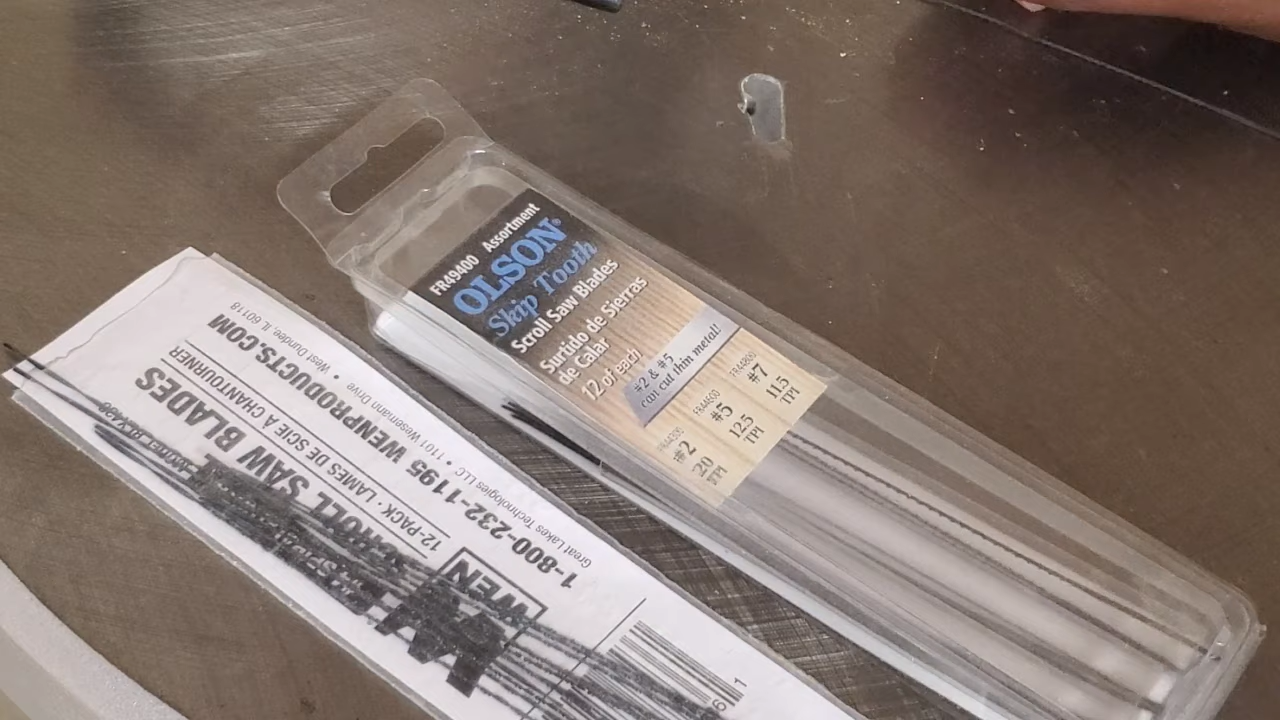 FR49400 Assortment
OLSON®
Skip Tooth
Scroll Saw Blades
Surtido de Sierras
de Calar
12 of each
#2 & #5
can cut thin metal!
#2
20
TPI
#5
12.5
TPI
FR44800
#7
11.5
TPI
WEN
SCROLL SAW BLADES
12-PACK · LAMES DE SCIE À CHANTOURNER
1-800-232-1195 WENPRODUCTS.COM
Great Lakes Technologies LLC • 1101 Wesemann Drive • West Dundee, IL 60118